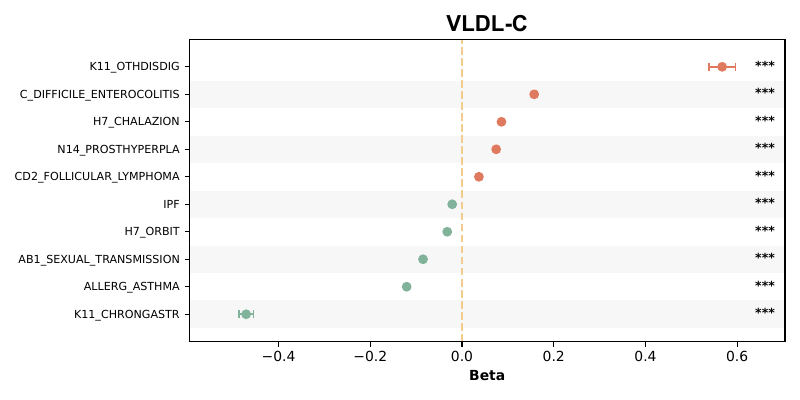 VLDL-C
K11_OTHDISDIG ***
C_DIFFICILE_ENTEROCOLITIS ***
H7_CHALAZION ***
N14_PROSTHYPERPLA ***
CD2_FOLLICULAR_LYMPHOMA ***
IPF ***
H7_ORBIT ***
AB1_SEXUAL_TRANSMISSION ***
ALLERG_ASTHMA ***
K11_CHRONGASTR ***
−0.4 −0.2 0.0 0.2 0.4 0.6
Beta